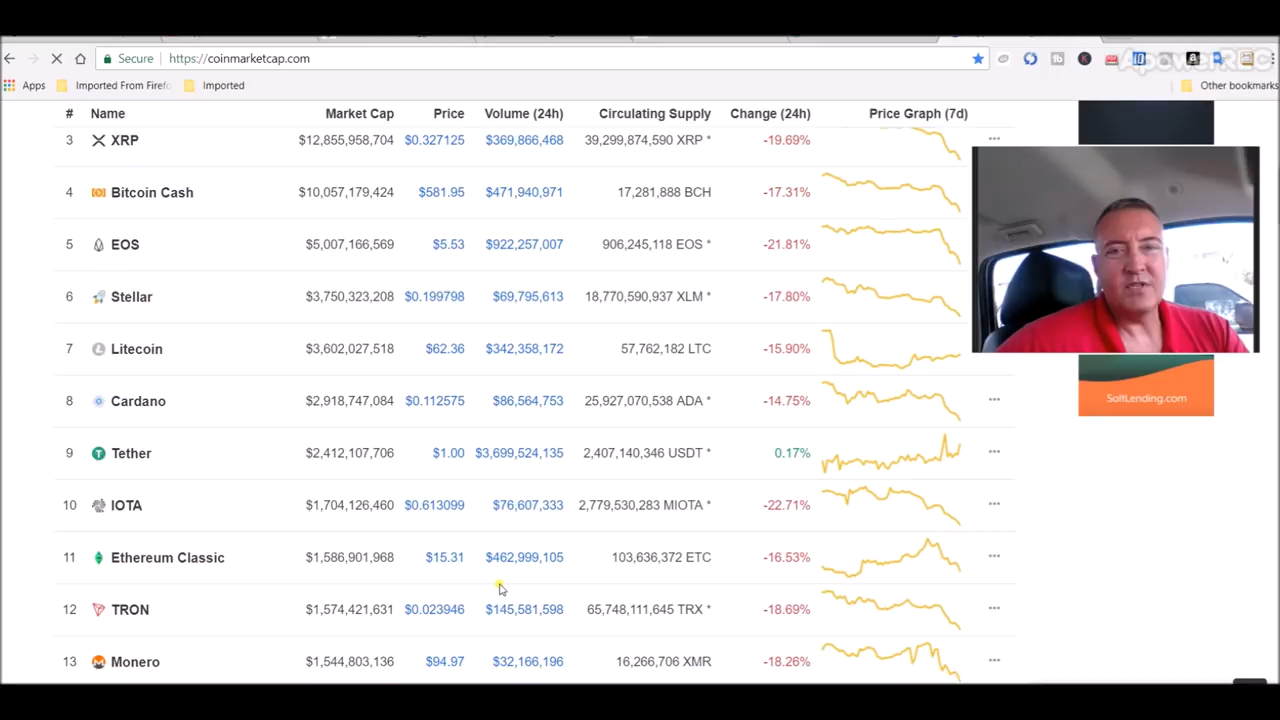 ApowerREC
Secure https://coinmarketcap.com
Apps Imported From Firefo Imported Other bookmarks
# Name Market Cap Price Volume (24h) Circulating Supply Change (24h) Price Graph (7d)
3 XRP $12,855,958,704 $0.327125 $369,866,468 39,299,874,590 XRP * -19.69%
4 Bitcoin Cash $10,057,179,424 $581.95 $471,940,971 17,281,888 BCH -17.31%
5 EOS $5,007,166,569 $5.53 $922,257,007 906,245,118 EOS * -21.81%
6 Stellar $3,750,323,208 $0.199798 $69,795,613 18,770,590,937 XLM * -17.80%
7 Litecoin $3,602,027,518 $62.36 $342,358,172 57,762,182 LTC -15.90%
8 Cardano $2,918,747,084 $0.112575 $86,564,753 25,927,070,538 ADA * -14.75%
SaltLending.com
9 Tether $2,412,107,706 $1.00 $3,699,524,135 2,407,140,346 USDT * 0.17%
10 IOTA $1,704,126,460 $0.613099 $76,607,333 2,779,530,283 MIOTA * -22.71%
11 Ethereum Classic $1,586,901,968 $15.31 $462,999,105 103,636,372 ETC -16.53%
12 TRON $1,574,421,631 $0.023946 $145,581,598 65,748,111,645 TRX * -18.69%
13 Monero $1,544,803,136 $94.97 $32,166,196 16,266,706 XMR -18.26%